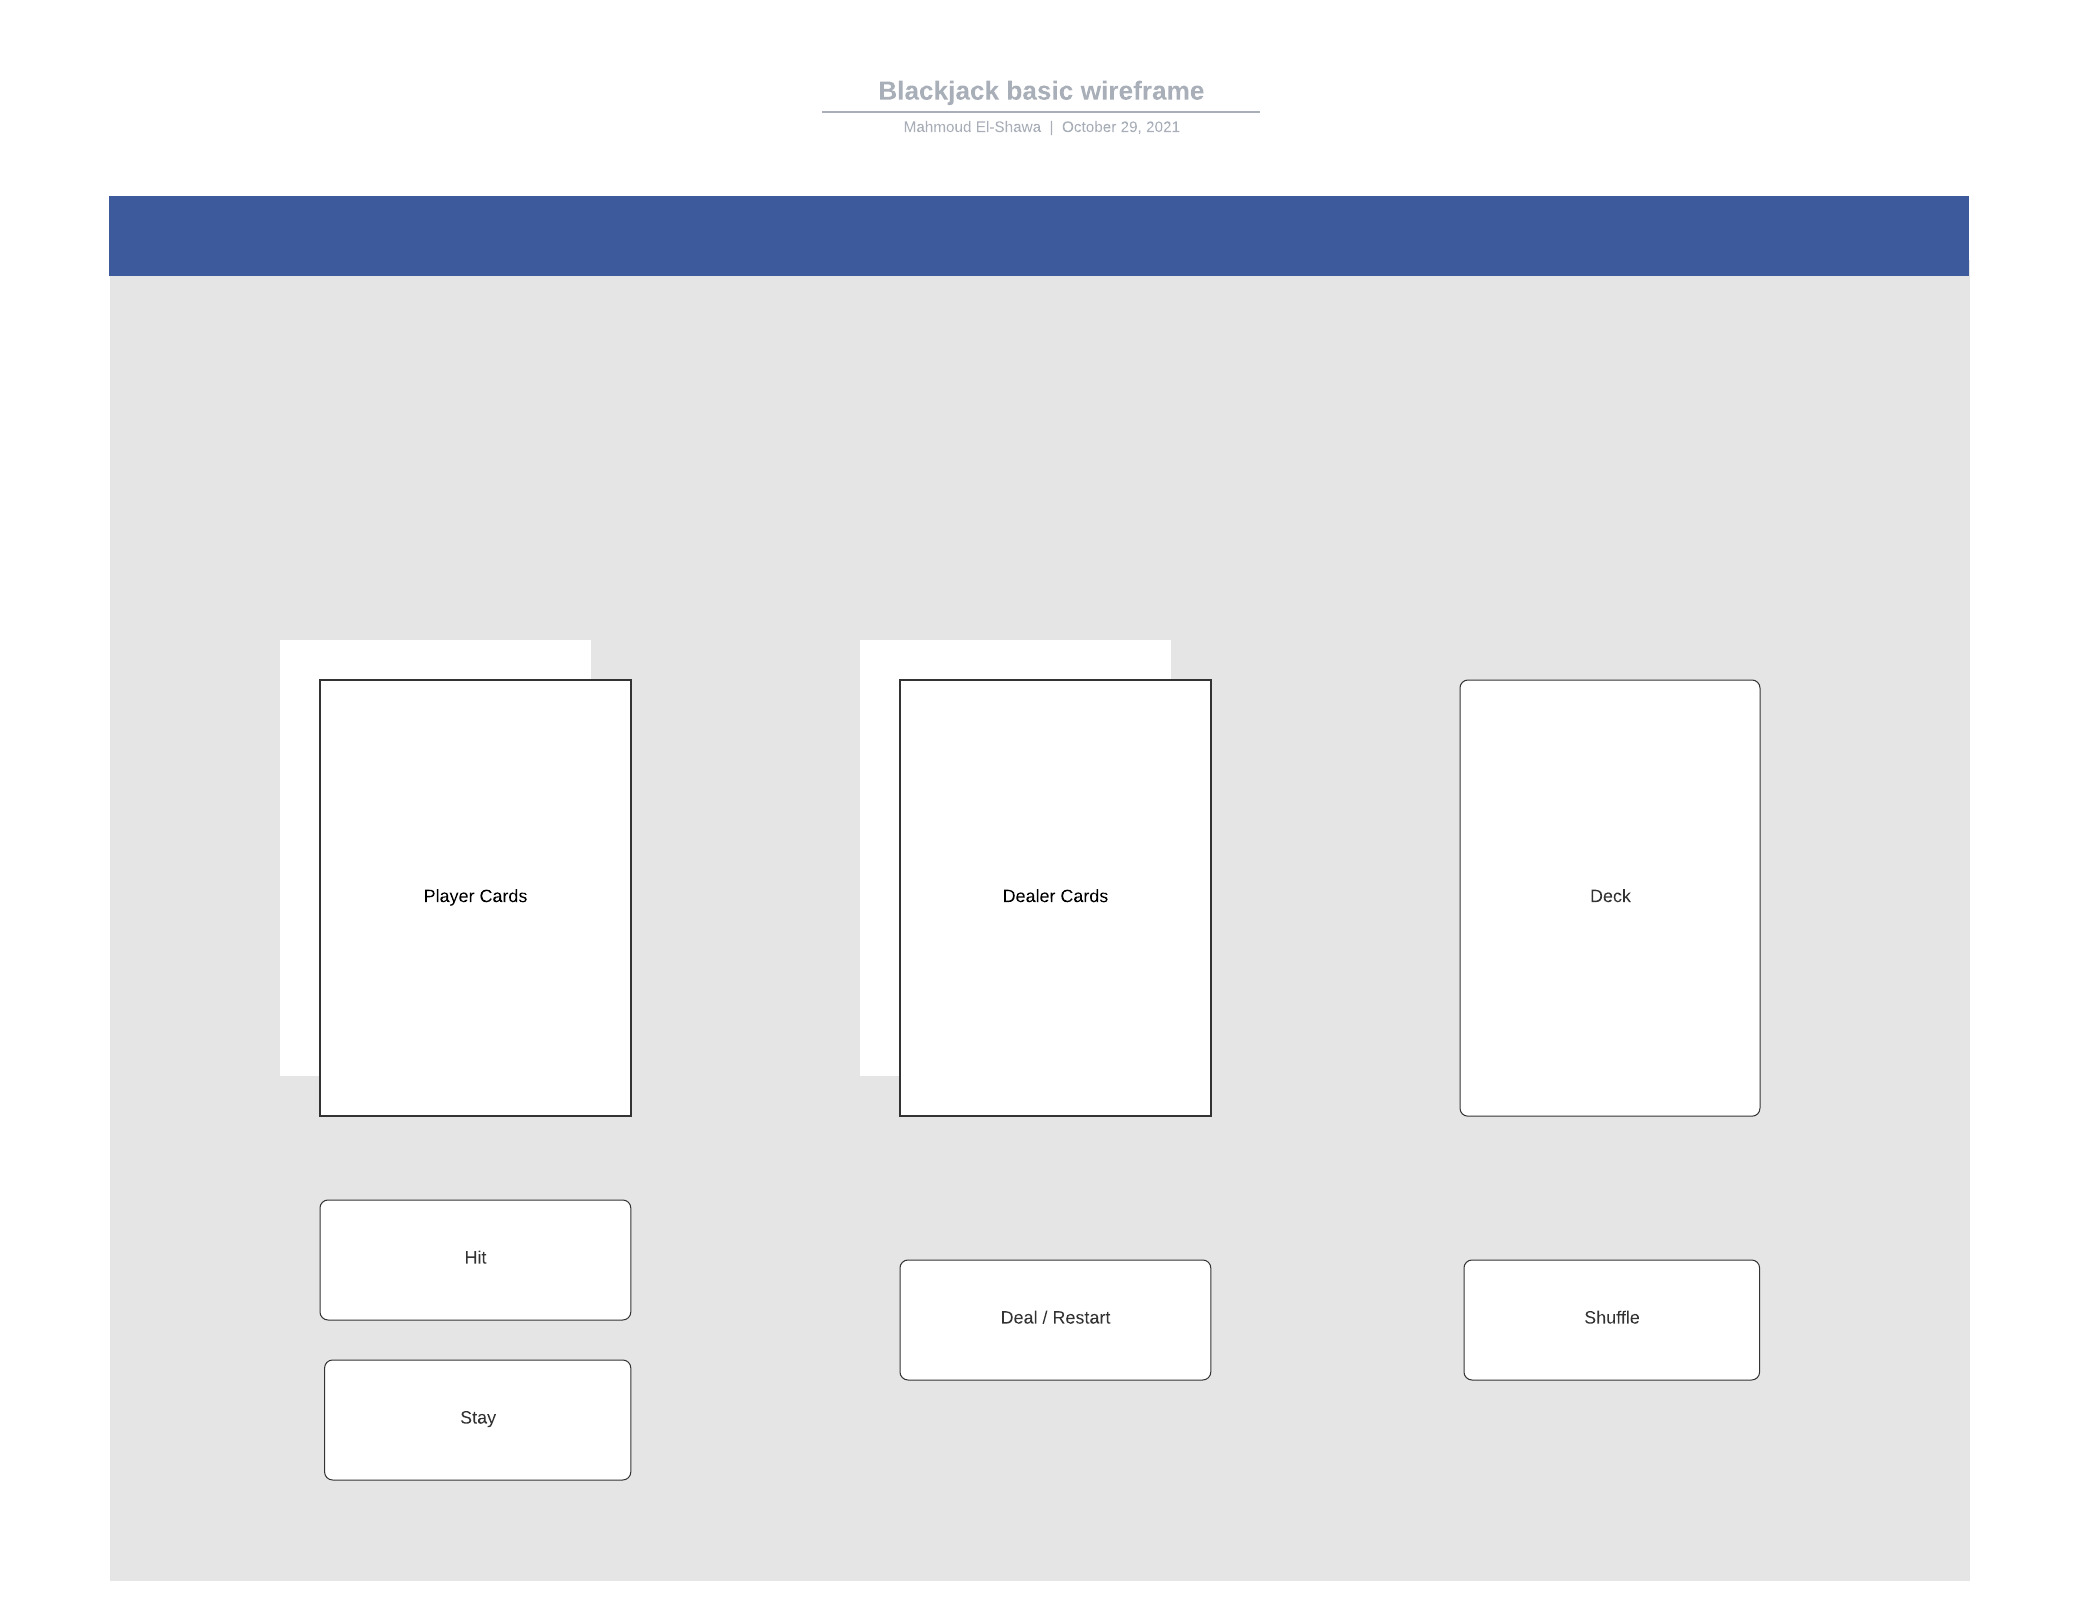 Blackjack basic wireframe
Mahmoud El-Shawa | October 29, 2021
Player Cards
Dealer Cards
Deck
Hit
Deal / Restart
Shuffle
Stay